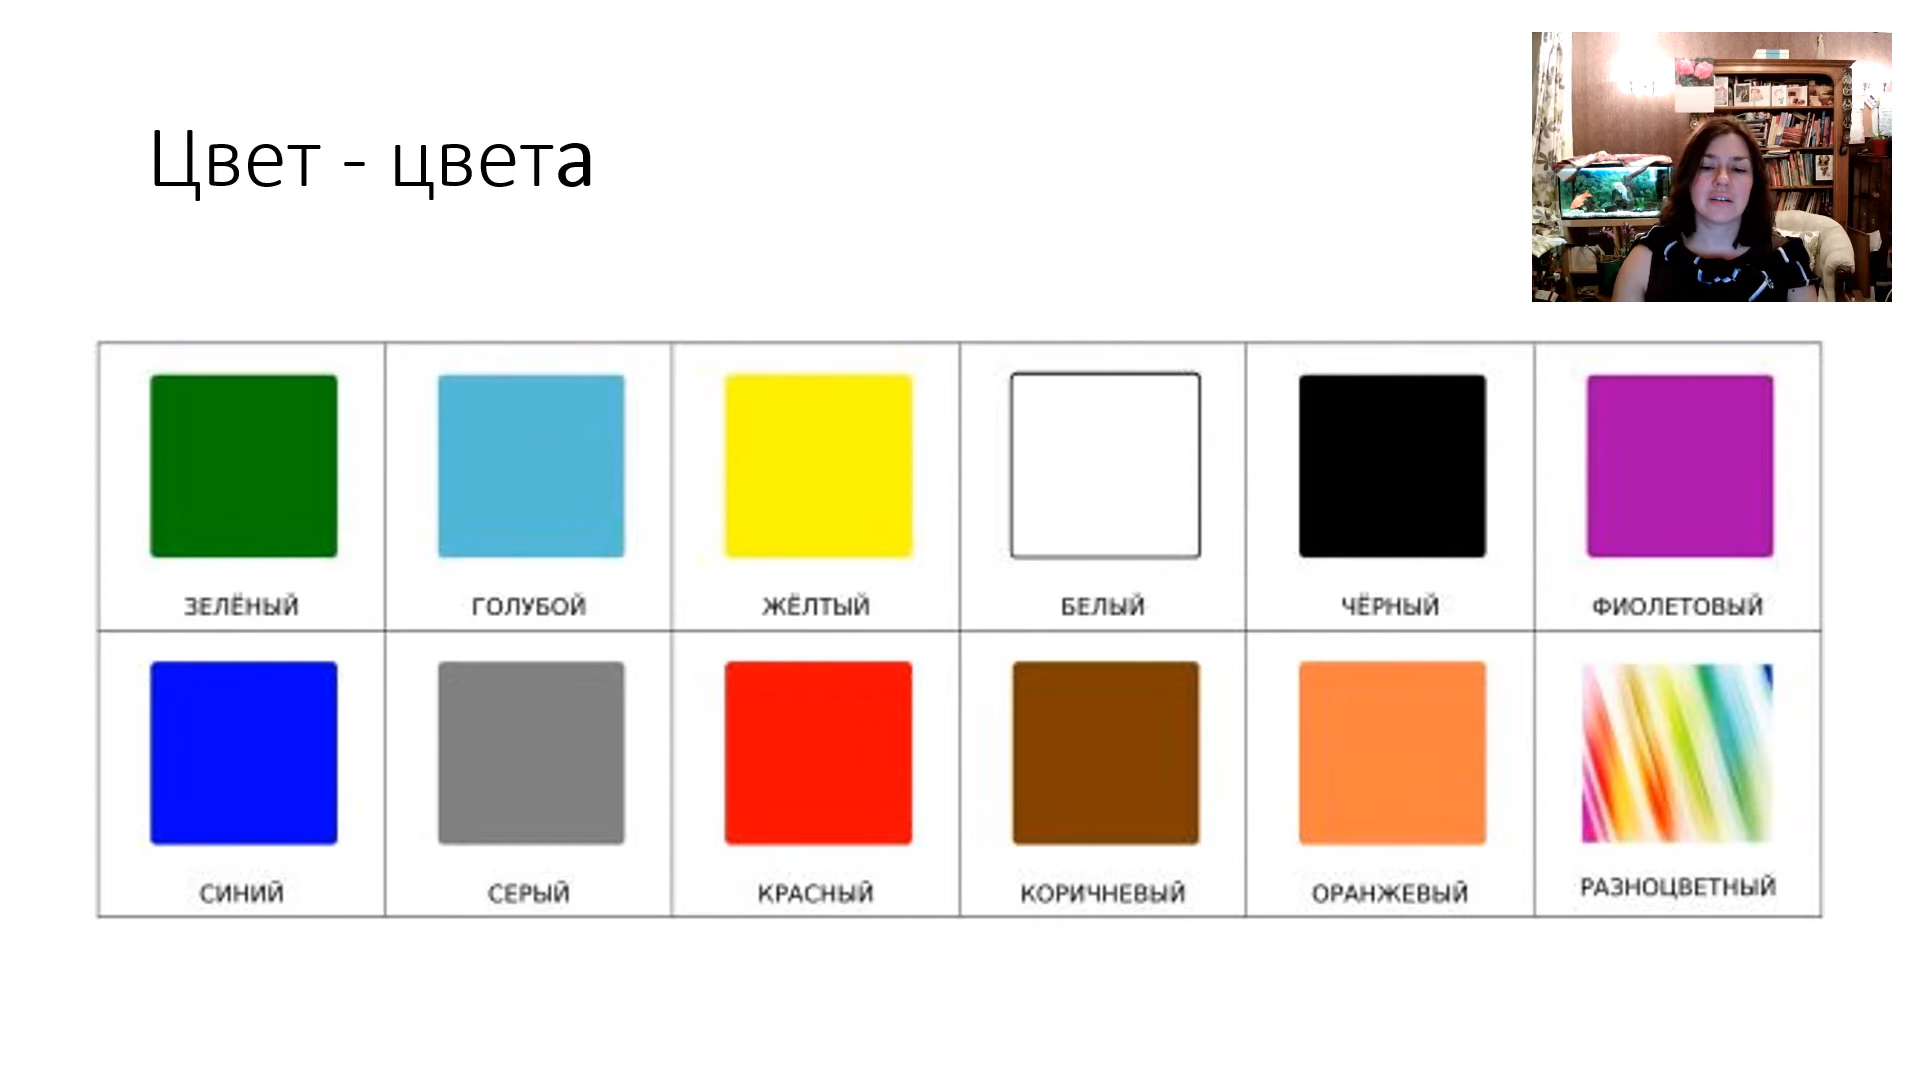 Цвет - цвета
ЗЕЛЁНЫЙ
ГОЛУБОЙ
ЖЁЛТЫЙ
БЕЛЫЙ
ЧЁРНЫЙ
ФИОЛЕТОВЫЙ
СИНИЙ
СЕРЫЙ
КРАСНЫЙ
КОРИЧНЕВЫЙ
ОРАНЖЕВЫЙ
РАЗНОЦВЕТНЫЙ